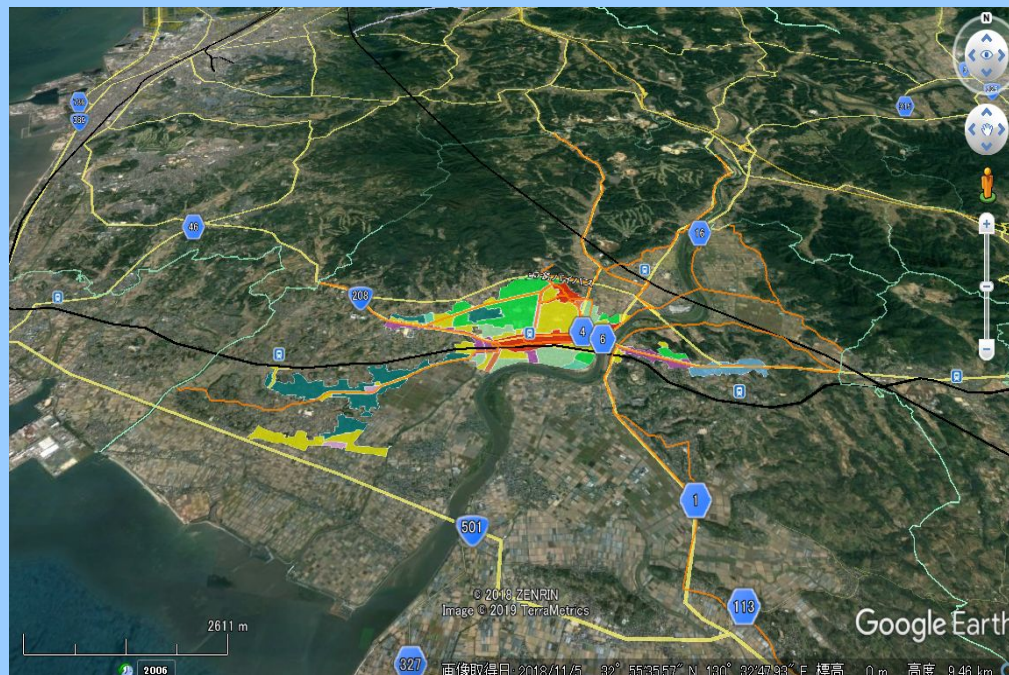 N
46
16
208
4
6
1
501
113
327
© 2018 ZENRIN
Image © 2019 TerraMetrics
Google Earth
2611 m
2006
画像取得日: 2018/11/5 32° 55'35.57" N 130° 32'47.93" E 標高 0 m 高度 9.46 km